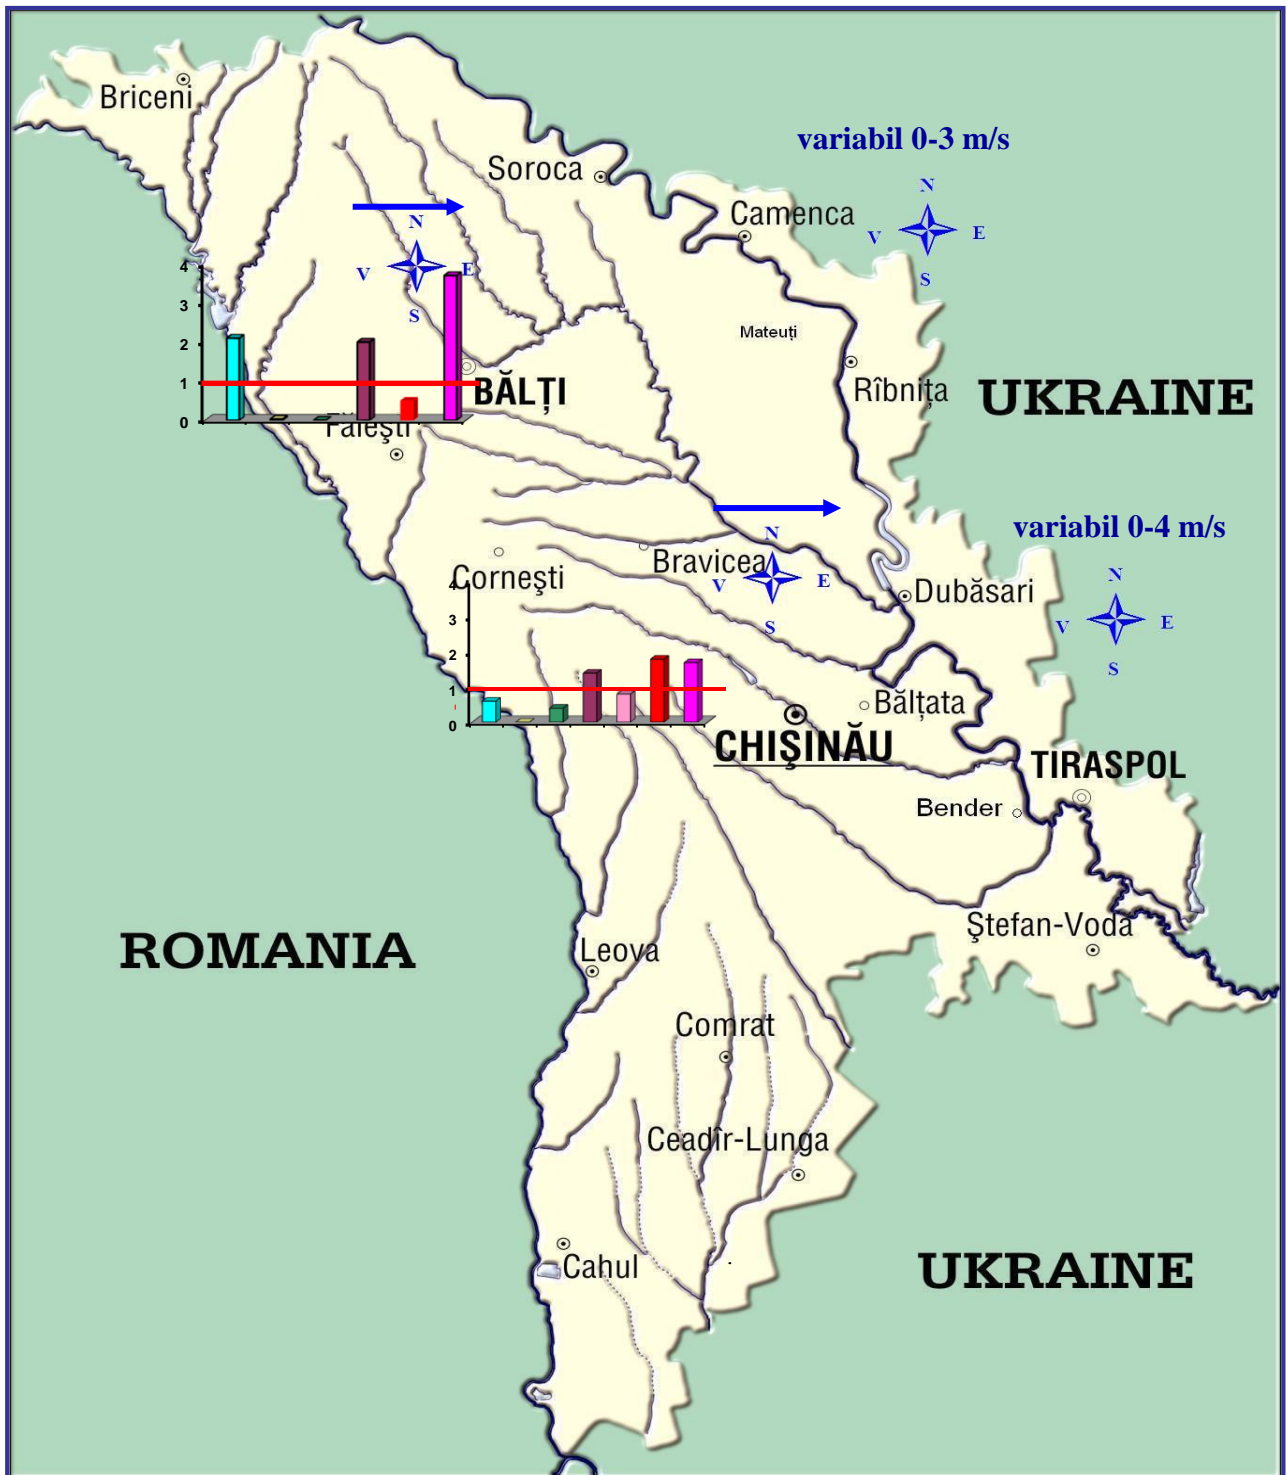 Briceni
variabil 0-3 m/s
Soroca
N
Camenca
V
E
N
S
V
E
S
4
3
2
1
0
Mateuți
Rîbnița
UKRAINE
BĂLȚI
Făleşti
variabil 0-4 m/s
N
Bravicea
Corneşti
V
E
S
N
V
E
S
Dubăsari
4
3
2
1
0
Bălțata
CHIŞINĂU
TIRASPOL
Bender
Ştefan-Voda
ROMANIA
Leova
Comrat
Ceadîr-Lunga
Cahul
UKRAINE